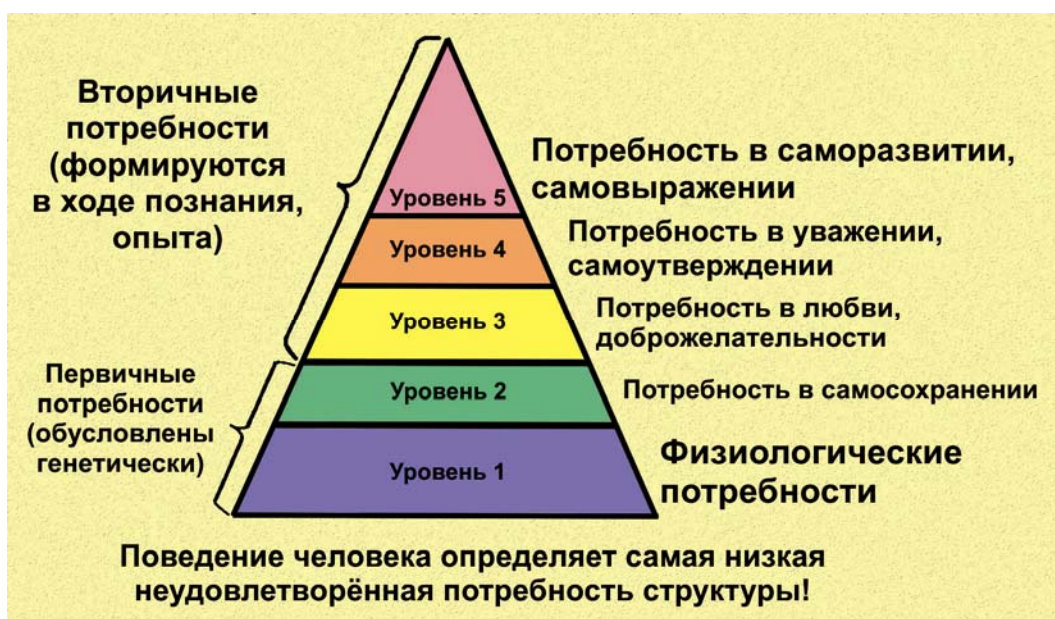 Вторичные
потребности
(формируются
в ходе познания,
опыта)
Первичные
потребности
(обусловлены
генетически)
Уровень 5
Уровень 4
Уровень 3
Уровень 2
Уровень 1
Потребность в саморазвитии,
самовыражении
Потребность в уважении,
самоутверждении
Потребность в любви,
доброжелательности
Потребность в самосохранении
Физиологические
потребности
Поведение человека определяет самая низкая
неудовлетворённая потребность структуры!